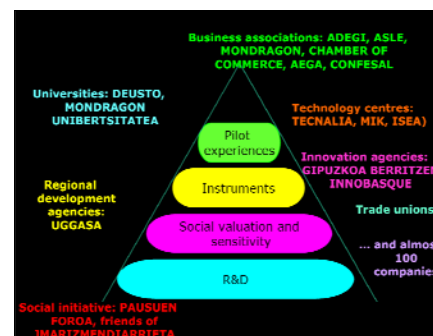 Business associations: ADEGI, ASLE,
MONDRAGON, CHAMBER OF
COMMERCE, AEGA, CONFESAL)
Universities: DEUSTO,
MONDRAGON
UNIBERTSITATEA
Technology centres:
TECNALIA, MIK, ISEA)
Pilot
experiences
Innovation agencies:
GIPUZKOA BERRITZEN
INNOBASQUE
Regional
development
agencies:
UGGASA
Instruments
Trade unions
Social valuation and
sensitivity
... and almos
100
companie
R&D
Social initiative: PAUSUEN
FOROA, friends of
JMARIZMENDIARRIETA